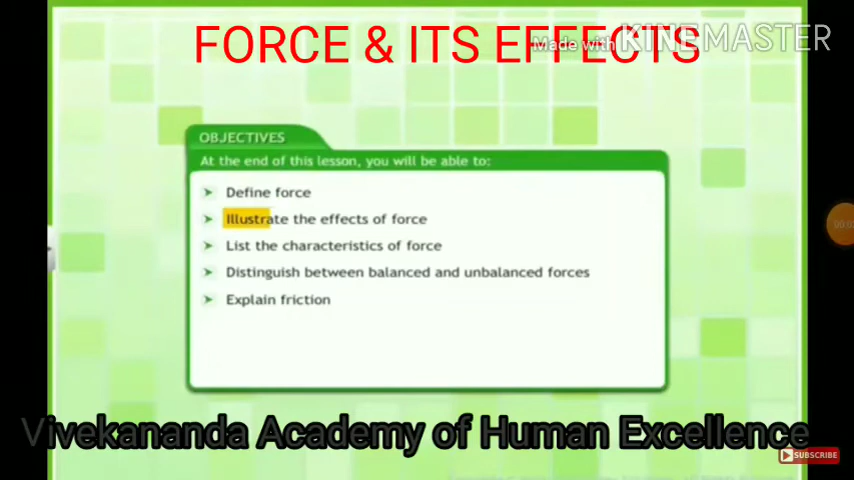 FORCE & ITS EFFECTS
Made with KINEMASTER
OBJECTIVES
At the end of this lesson, you will be able to:
Define force
Illustrate the effects of force
List the characteristics of force
Distinguish between balanced and unbalanced forces
Explain friction
Vivekananda Academy of Human Excellence
SUBSCRIBE